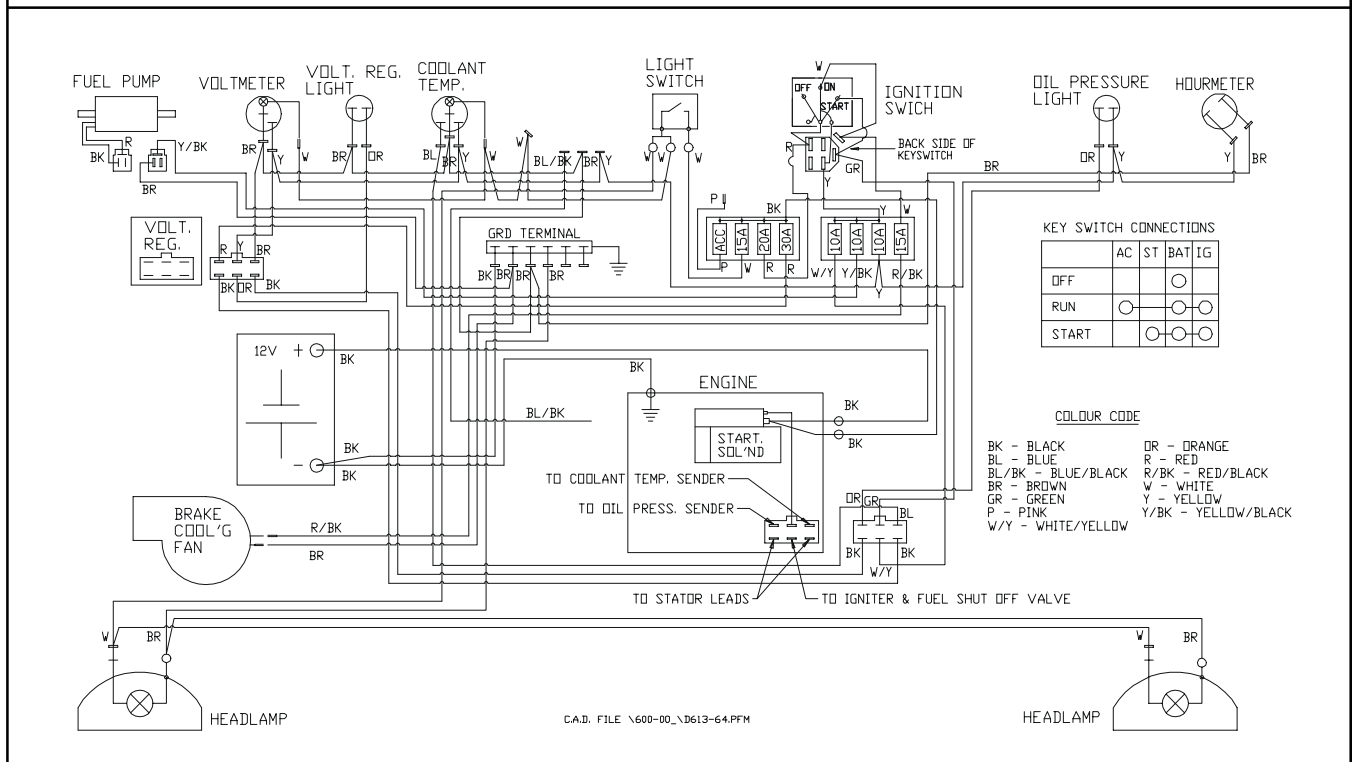 FUEL PUMP
VOLTMETER
VOLT. REG.
LIGHT
COOLANT
TEMP.
LIGHT
SWITCH
W
OFF
ON
START
IGNITION
SWICH
OIL PRESSURE
LIGHT
HOURMETER
BACK SIDE OF
KEYSWITCH
BK
R
Y/BK
BR
BR
Y
W
BR
OR
BL
BR
Y
W
W
BL/BK
BR
Y
W
W
R
GR
Y
BR
OR
Y
Y
BR
BR
VOLT.
REG.
R
Y
BR
BK
OR
BK
GRD TERMINAL
BK
BR
BR
BR
P
BK
ACC
15A
20A
30A
P
W
R
R
Y
W
10A
10A
10A
15A
W/Y
Y/BK
Y
R/BK
KEY SWITCH CONNECTIONS
AC ST BAT IG
OFF
RUN
START
12V + BK
- BK
BK
BK
ENGINE
BL/BK
START.
SOL'ND
BK
BK
TO COOLANT TEMP. SENDER
TO OIL PRESS. SENDER
TO STATOR LEADS
TO IGNITER & FUEL SHUT OFF VALVE
OR
GR
BL
BK
BK
W/Y
COLOUR CODE
BK - BLACK
BL - BLUE
BL/BK - BLUE/BLACK
BR - BROWN
GR - GREEN
P - PINK
W/Y - WHITE/YELLOW
OR - ORANGE
R - RED
R/BK - RED/BLACK
W - WHITE
Y - YELLOW
Y/BK - YELLOW/BLACK
BRAKE
COOL'G
FAN
R/BK
BR
W
BR
HEADLAMP
C.A.D. FILE \600-00_\D613-64.PFM
W
BR
HEADLAMP